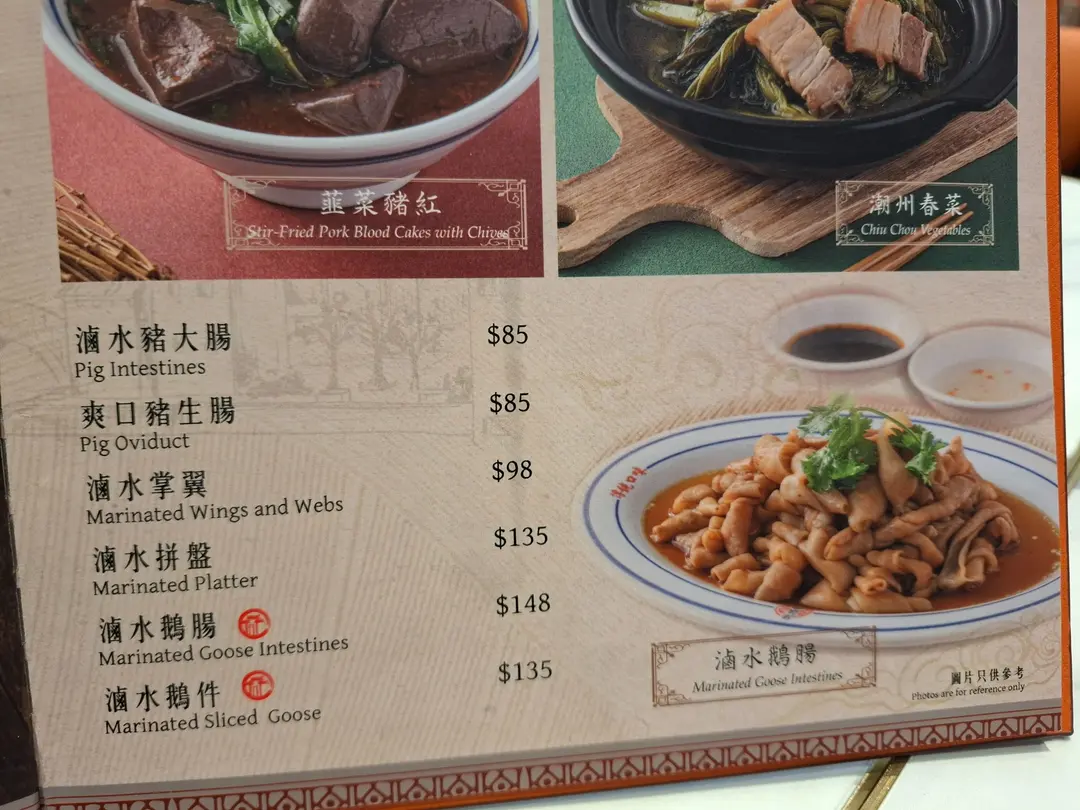 韮菜豬紅
Stir-Fried Pork Blood Cakes with Chives
潮州春菜
Chiu Chou Vegetables
滷水豬大腸 $85
Pig Intestines
爽口豬生腸 $85
Pig Oviduct
滷水掌翼 $98
Marinated Wings and Webs
滷水拼盤 $135
Marinated Platter
滷水鵝腸 $148
Marinated Goose Intestines
滷水鵝件 $135
Marinated Sliced Goose
傳統口味
滷水鵝腸
Marinated Goose Intestines
圖片只供參考
Photos are for reference only